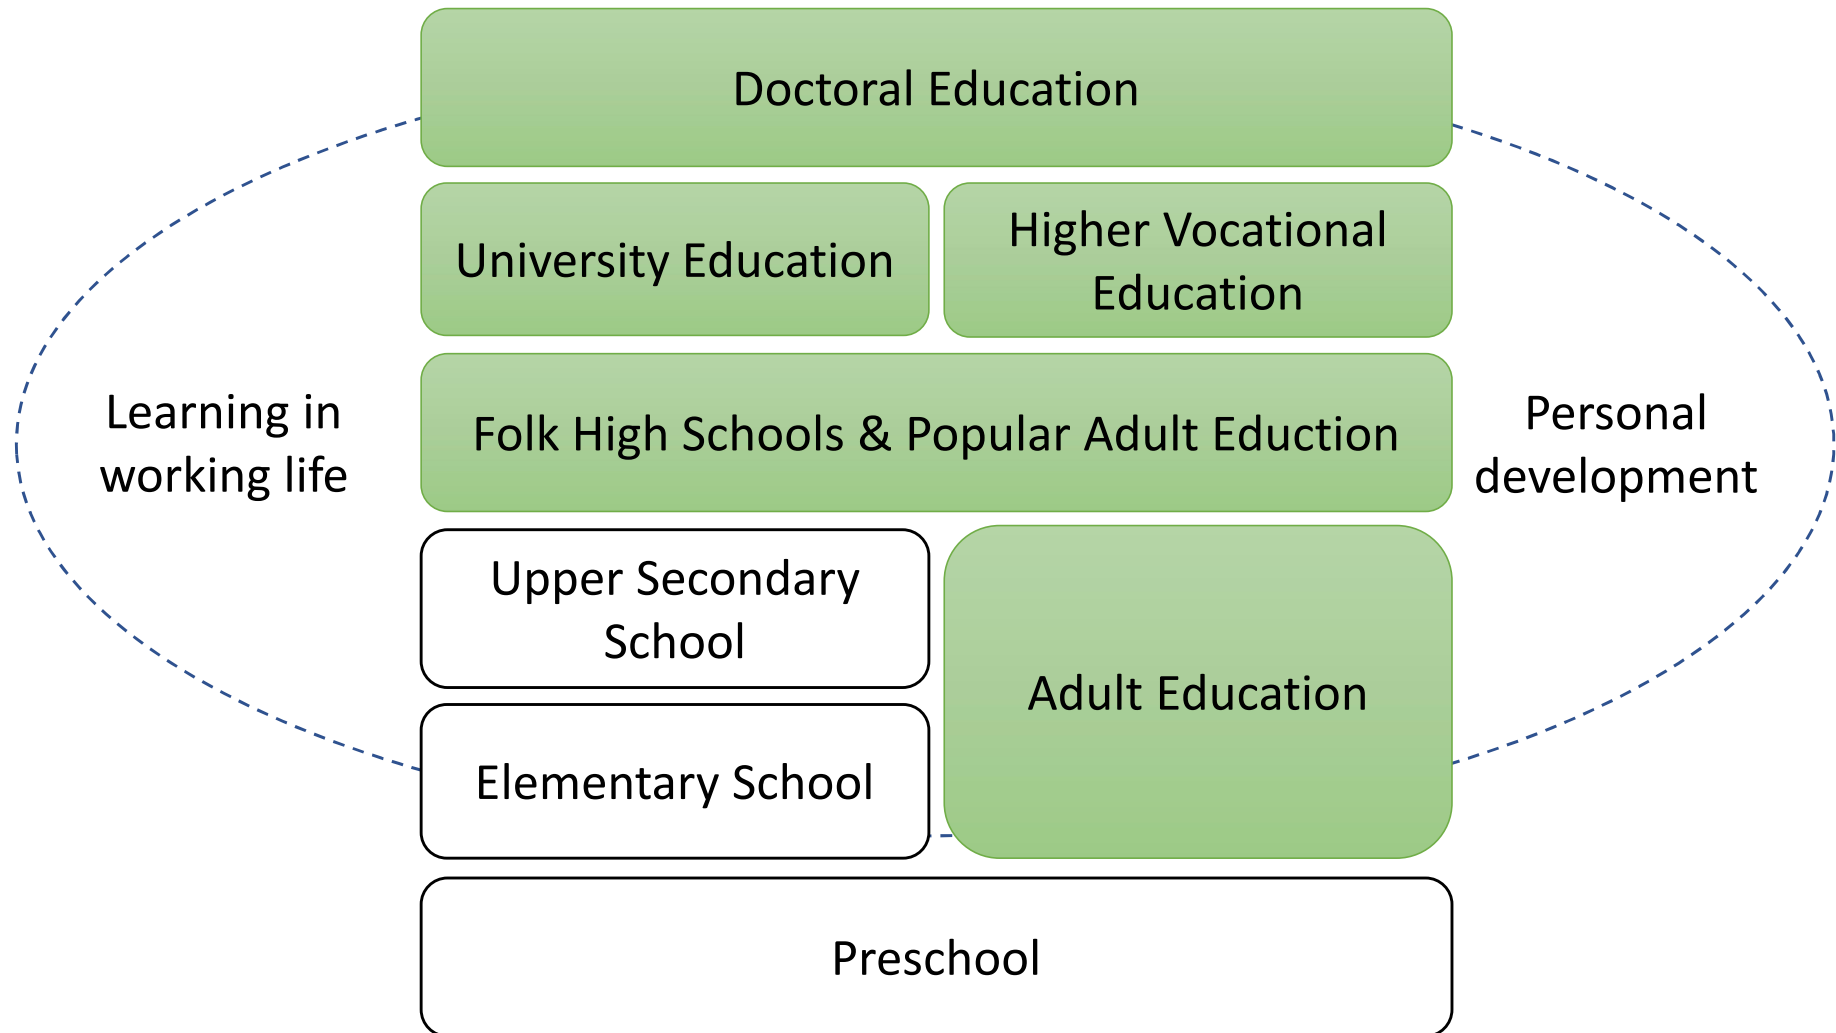 Doctoral Education
University Education
Higher Vocational
Education
Folk High Schools & Popular Adult Eduction
Learning in
working life
Personal
development
Upper Secondary
School
Adult Education
Elementary School
Preschool